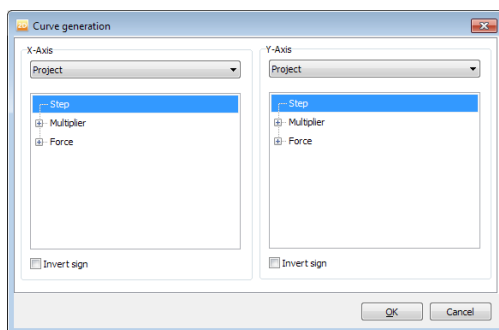 Curve generation
X-Axis
Project
Step
Multiplier
Force
Invert sign
Y-Axis
Project
Step
Multiplier
Force
Invert sign
OK
Cancel